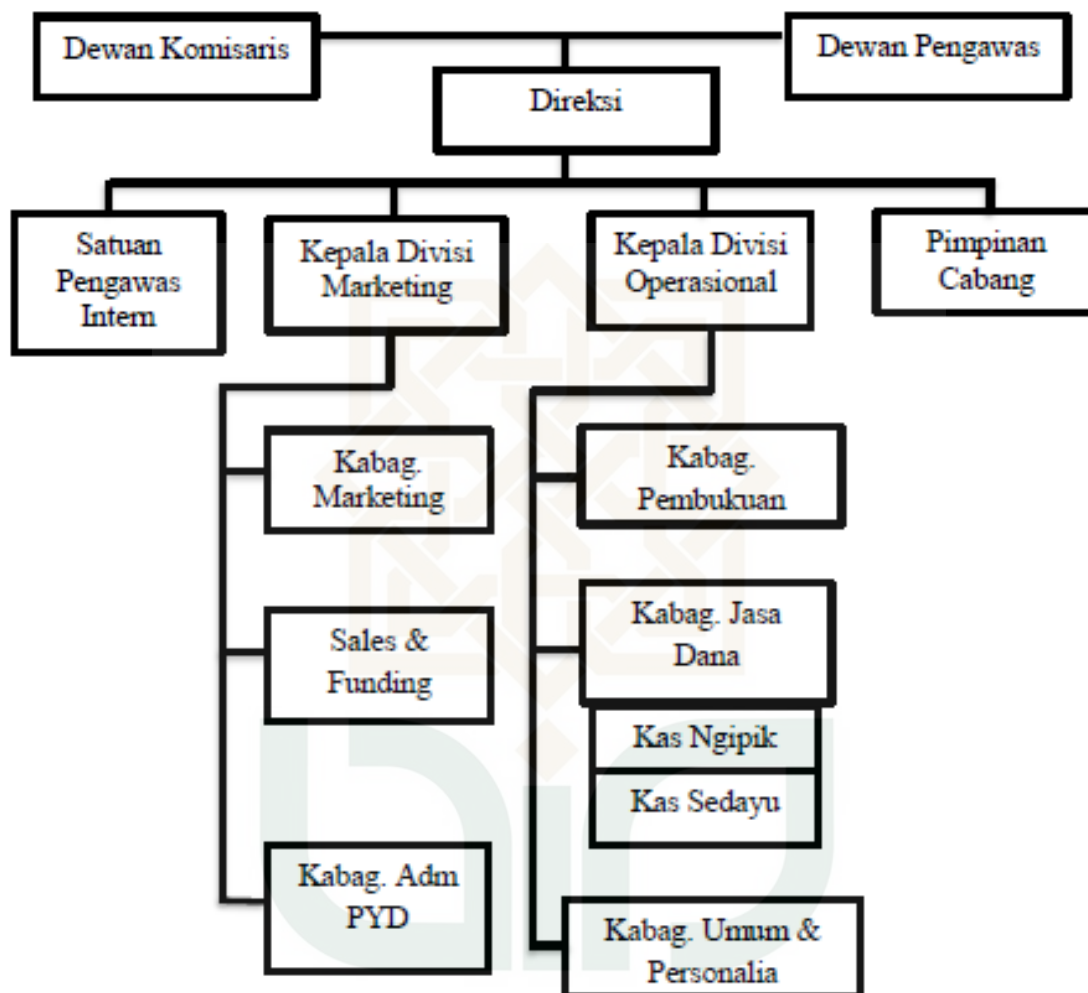 Dewan Komisaris
Dewan Pengawas
Direksi
Satuan
Pengawas
Intern
Kepala Divisi
Marketing
Kepala Divisi
Operasional
Pimpinan
Cabang
Kabag.
Marketing
Kabag.
Pembukuan
Sales &
Funding
Kabag. Jasa
Dana
Kas Ngipik
Kas Sedayu
Kabag. Adm
PYD
Kabag. Umum &
Personalia